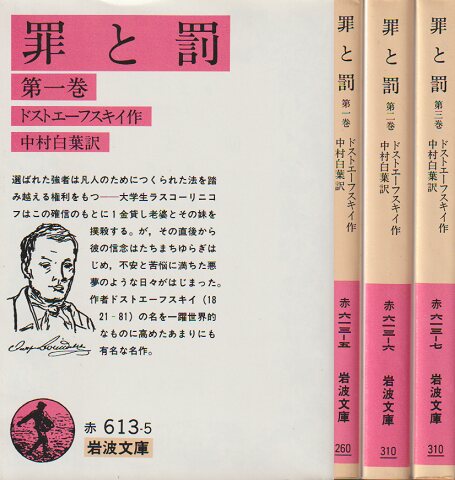 罪と罰
第一巻
ドストエーフスキイ作
中村白葉訳
選ばれた強者は凡人のためにつくられた法を踏
み越える権利をもつ——大学生ラスコーリニコ
フはこの確信のもとに1金貸し老婆とその妹を
撲殺する。が，その直後から
彼の信念はたちまちゆらぎは
じめ，不安と苦悩に満ちた悪
夢のような日々がはじまった。
作者ドストエーフスキイ（18
21‐81）の名を一躍世界的
なものに高めたあまりにも
有名な名作。
赤 613-5
岩波文庫
罪と罰 第一巻
ドストエーフスキイ作
中村白葉訳
赤 六一三-五
岩波文庫
260
罪と罰 第二巻
ドストエーフスキイ作
中村白葉訳
赤 六一三-六
岩波文庫
310
罪と罰 第三巻
ドストエーフスキイ作
中村白葉訳
赤 六一三-七
岩波文庫
310